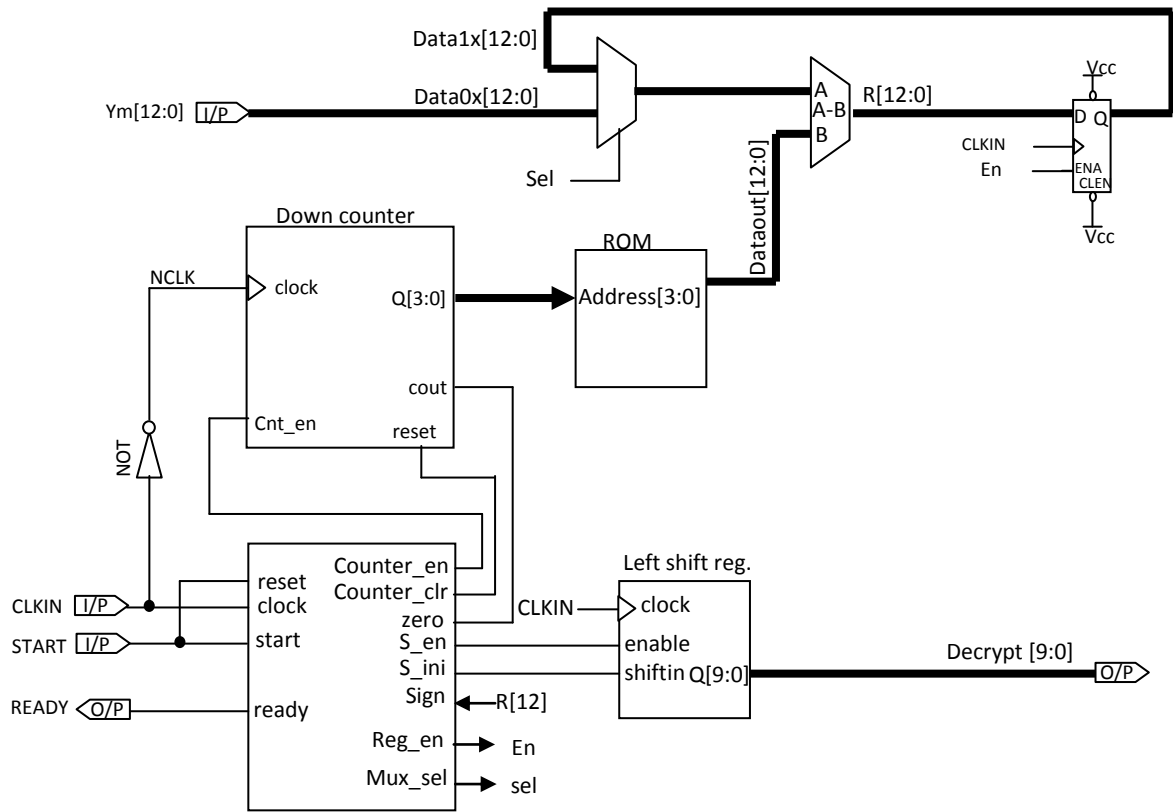 Data1x[12:0]
Ym[12:0] I/P Data0x[12:0]
Sel
A
A-B
B
R[12:0]
Dataout[12:0]
Vcc
D Q
CLKIN
En
ENA
CLEN
Vcc
Down counter
NCLK
clock
Q[3:0]
cout
Cnt_en
reset
NOT
ROM
Address[3:0]
CLKIN I/P
START I/P
READY O/P
reset
clock
start
ready
Counter_en
Counter_clr
zero
S_en
S_ini
Sign
R[12]
Reg_en
En
Mux_sel
sel
Left shift reg.
CLKIN
clock
enable
shiftin Q[9:0]
Decrypt [9:0]
O/P